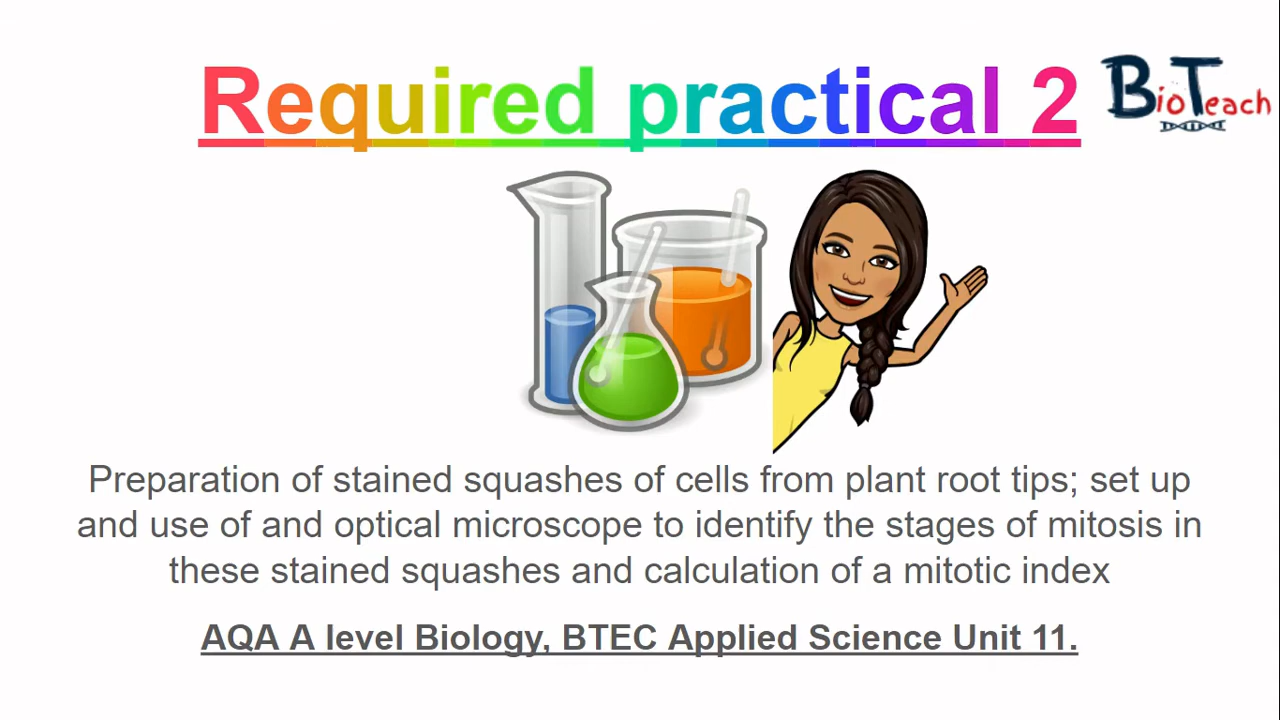 Required practical 2
BioTeach
Preparation of stained squashes of cells from plant root tips; set up
and use of and optical microscope to identify the stages of mitosis in
these stained squashes and calculation of a mitotic index
AQA A level Biology, BTEC Applied Science Unit 11.